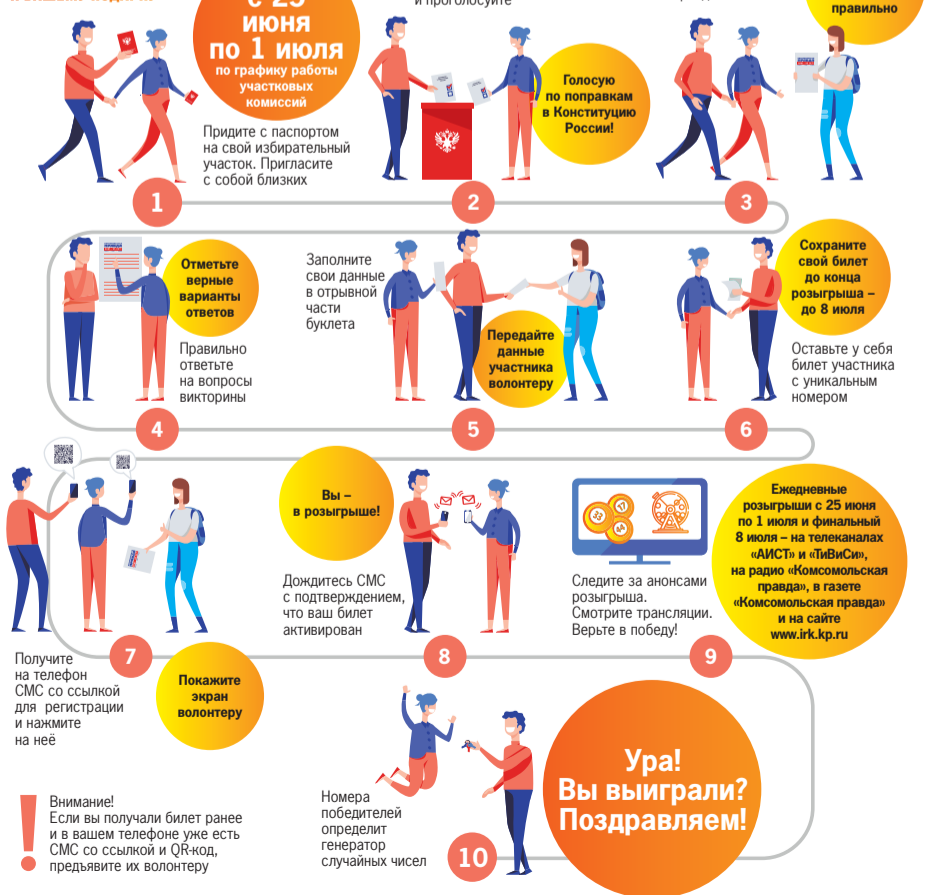 с 25
июня
по 1 июля
по графику работы
участковых
комиссий
Придите с паспортом
на свой избирательный
участок. Пригласите
с собой близких
1
и проголосуйте
Голосую
по поправкам
в Конституцию
России!
2
правильно
3
Отметьте
верные
варианты
ответов
Правильно
ответьте
на вопросы
викторины
4
Заполните
свои данные
в отрывной
части
буклета
Передайте
данные
участника
волонтеру
5
Сохраните
свой билет
до конца
розыгрыша –
до 8 июля
Оставьте у себя
билет участника
с уникальным
номером
6
Получите
на телефон
СМС со ссылкой
для регистрации
и нажмите
на неё
7
Покажите
экран
волонтеру
Вы –
в розыгрыше!
Дождитесь СМС
с подтверждением,
что ваш билет
активирован
8
33
17
44
Следите за анонсами
розыгрыша.
Смотрите трансляции.
Верьте в победу!
9
Ежедневные
розыгрыши с 25 июня
по 1 июля и финальный
8 июля – на телеканалах
«АИСТ» и «ТиВиСи»,
на радио «Комсомольская
правда», в газете
«Комсомольская правда»
и на сайте
www.irk.kp.ru
Номера
победителей
определит
генератор
случайных чисел
10
Ура!
Вы выиграли?
Поздравляем!
Внимание!
Если вы получали билет ранее
и в вашем телефоне уже есть
СМС со ссылкой и QR-код,
предъявите их волонтеру